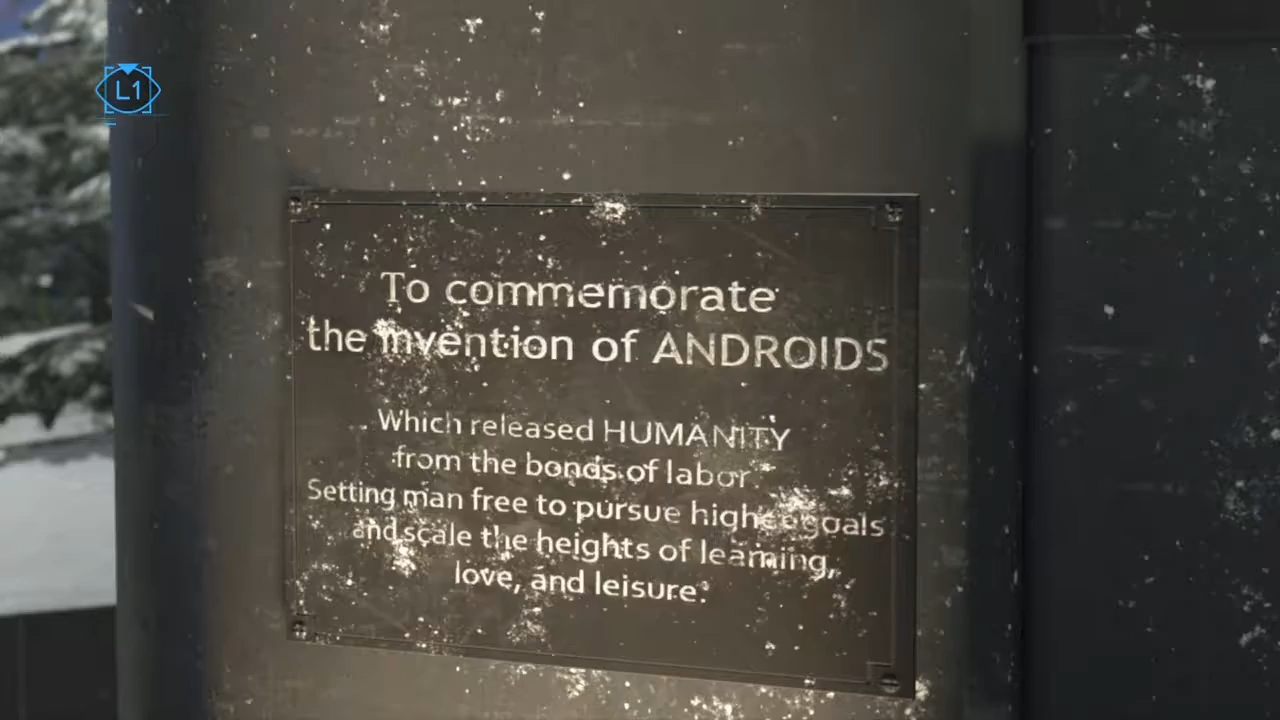 L1
To commemorate
the invention of ANDROIDS
Which released HUMANITY
from the bonds of labor.
Setting man free to pursue higher goals
and scale the heights of learning,
love, and leisure.